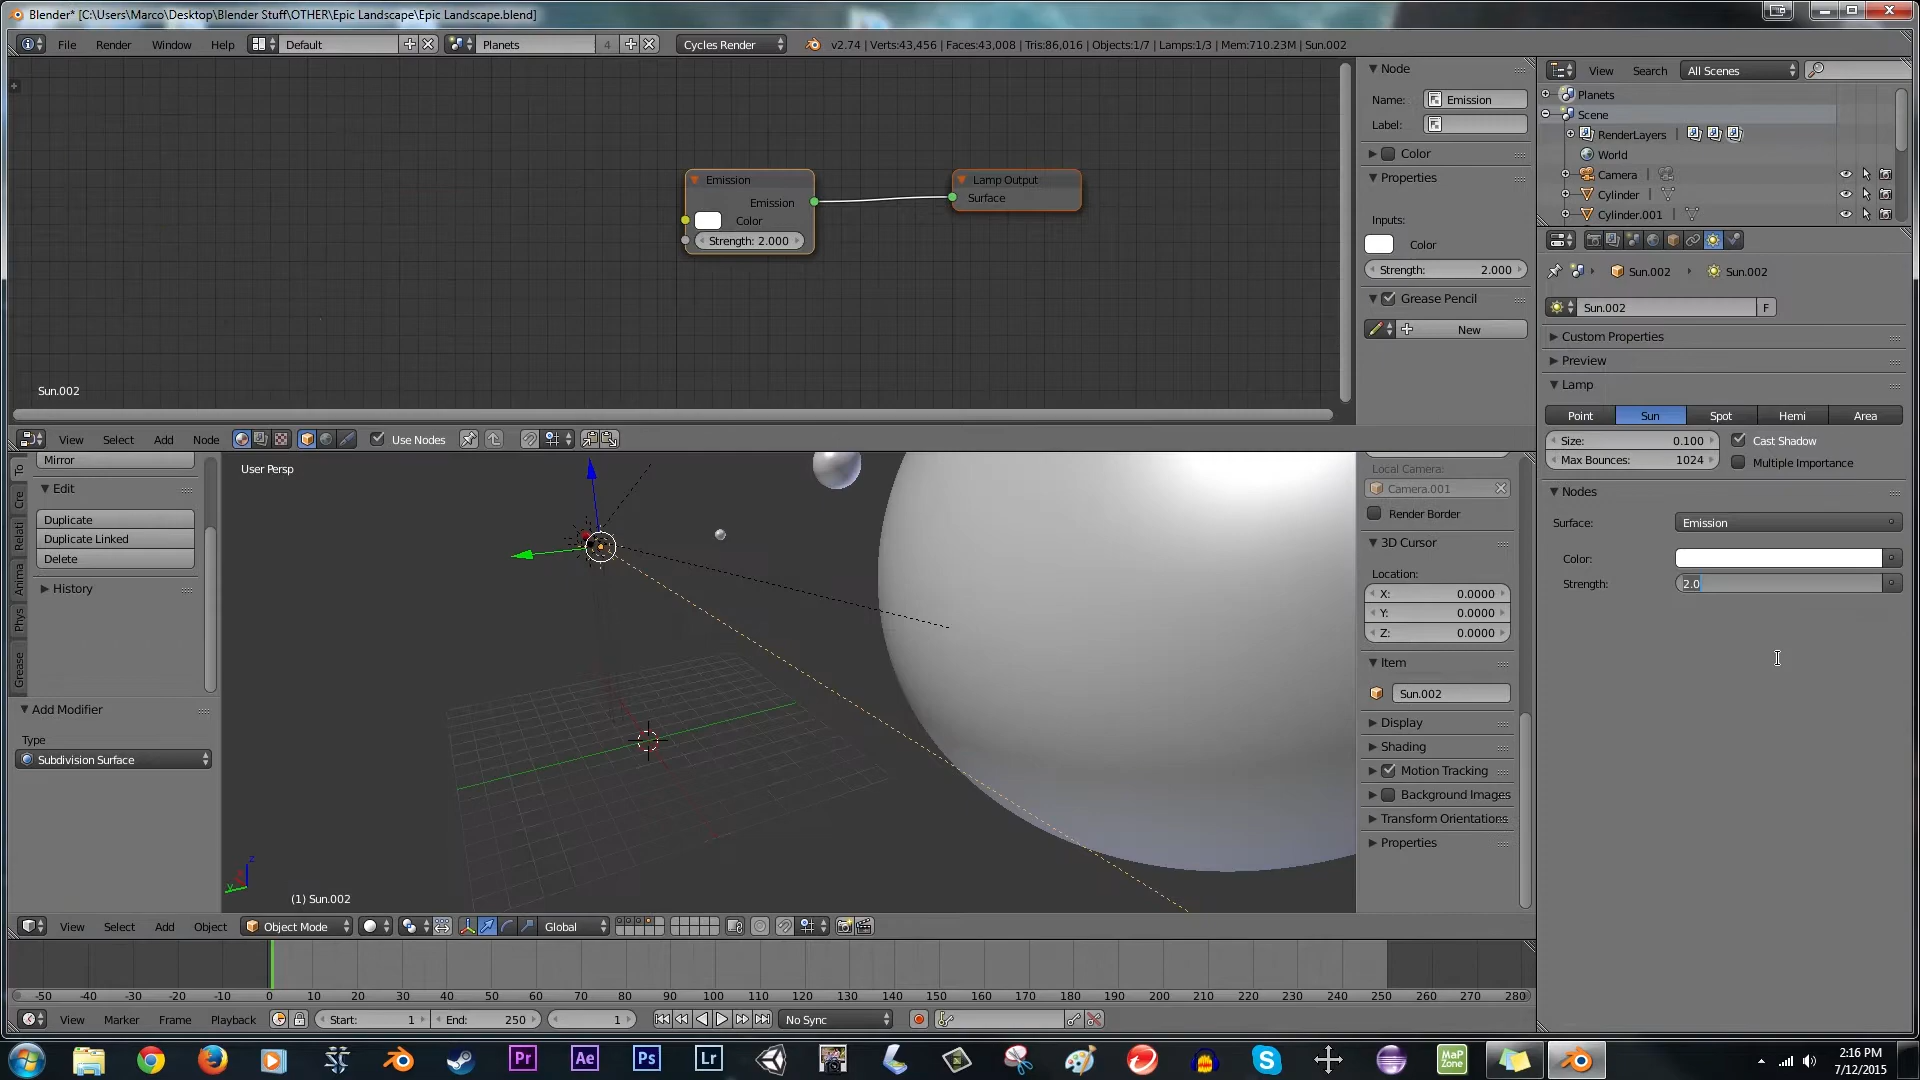 Blender* [C:\Users\Marco\Desktop\Blender Stuff\OTHER\Epic Landscape\Epic Landscape.blend]
File Render Window Help Default Planets 4 Cycles Render v2.74 | Verts:43,456 | Faces:43,008 | Tris:86,016 | Objects:1/7 | Lamps:1/3 | Mem:710.23M | Sun.002
Emission
Emission
Color
Strength: 2.000
Lamp Output
Surface
Sun.002
Node
Name: Emission
Label:
Color
Properties
Inputs:
Color
Strength: 2.000
Grease Pencil
New
View Search All Scenes
Planets
Scene
RenderLayers
World
Camera
Cylinder
Cylinder.001
Sun.002 Sun.002
Sun.002 F
Custom Properties
Preview
Lamp
Point Sun Spot Hemi Area
Size: 0.100 Cast Shadow
Max Bounces: 1024 Multiple Importance
Nodes
Surface: Emission
Color:
Strength: 2.0
View Select Add Node Use Nodes
To
Cre
Relati
Anima
Phys
Grease
Mirror
Edit
Duplicate
Duplicate Linked
Delete
History
Add Modifier
Type
Subdivision Surface
User Persp
(1) Sun.002
Local Camera:
Camera.001
Render Border
3D Cursor
Location:
X: 0.0000
Y: 0.0000
Z: 0.0000
Item
Sun.002
Display
Shading
Motion Tracking
Background Images
Transform Orientations
Properties
View Select Add Object Object Mode Global
-50 -40 -30 -20 -10 0 10 20 30 40 50 60 70 80 90 100 110 120 130 140 150 160 170 180 190 200 210 220 230 240 250 260 270 280
View Marker Frame Playback Start: 1 End: 250 1 No Sync
Pr Ae Ps Lr
MaP
ZonE
2:16 PM
7/12/2015